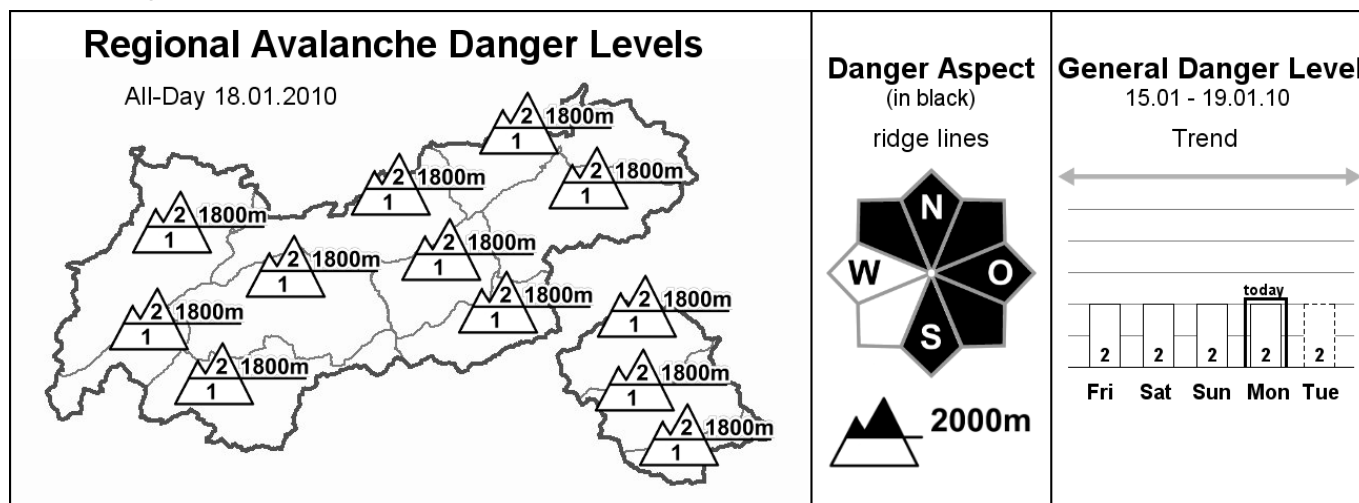 Regional Avalanche Danger Levels
All-Day 18.01.2010
2 1800m
1
2 1800m
1
2 1800m
1
2 1800m
1
2 1800m
1
2 1800m
1
2 1800m
1
2 1800m
1
2 1800m
1
2 1800m
1
2 1800m
1
2 1800m
1
Danger Aspect
(in black)
ridge lines
N
W O
S
2000m
General Danger Level
15.01 - 19.01.10
Trend
today
2 2 2 2 2
Fri Sat Sun Mon Tue